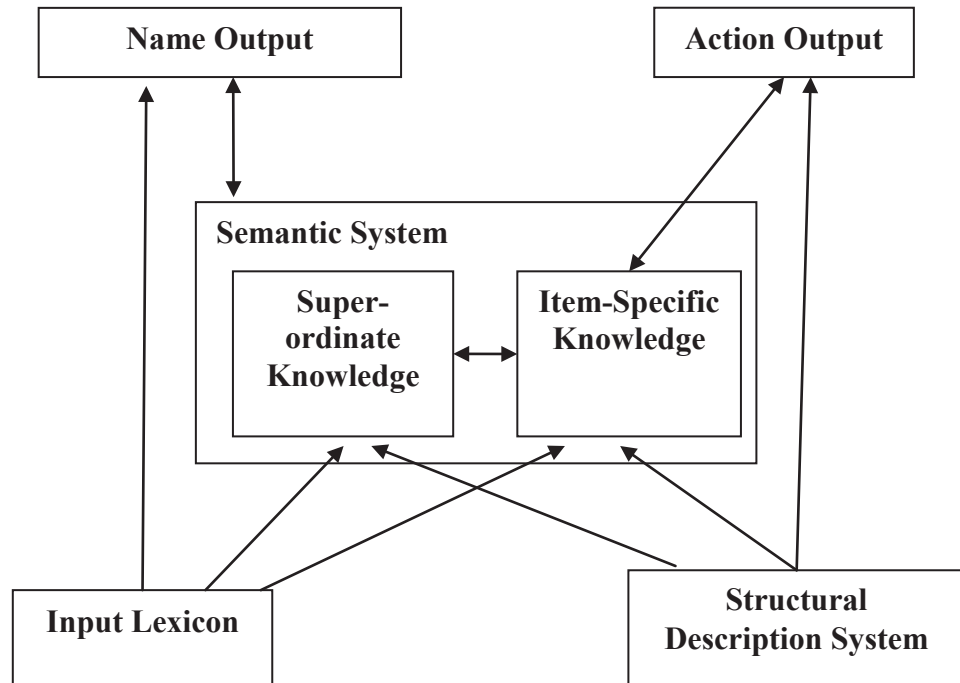 Name Output
Action Output
Semantic System
Super-
ordinate
Knowledge
Item-Specific
Knowledge
Input Lexicon
Structural
Description System